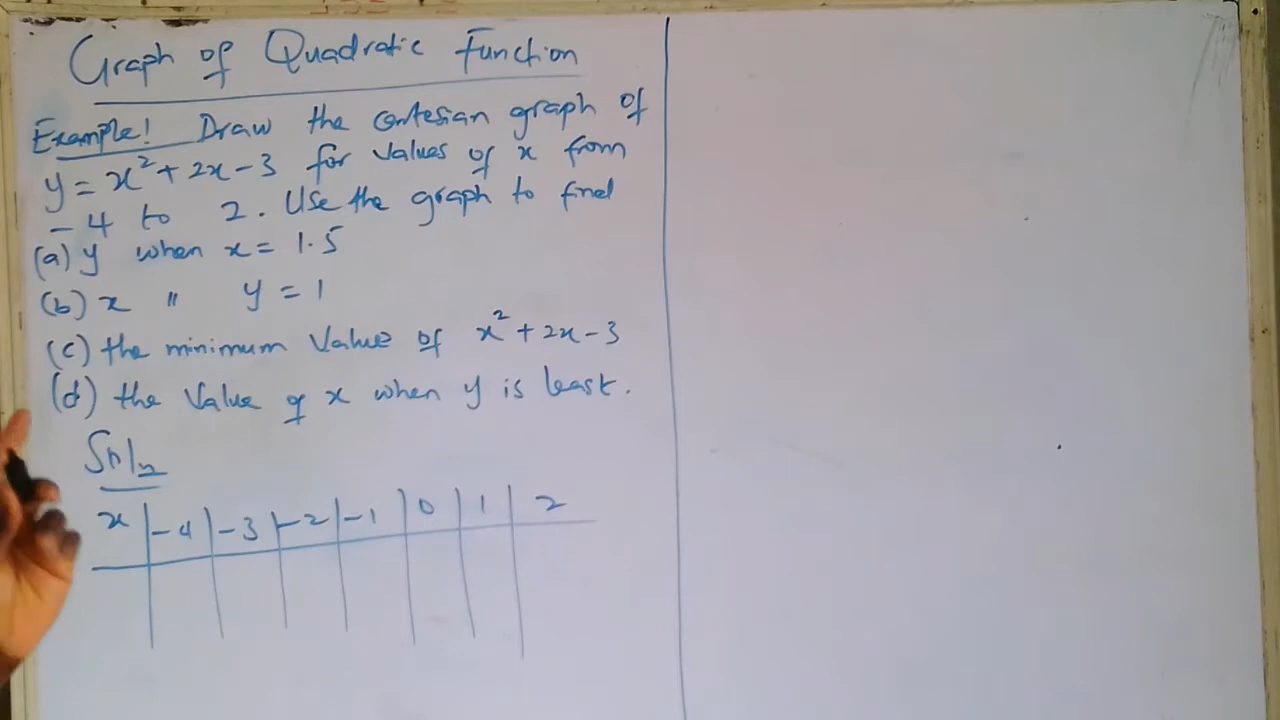 Graph of Quadratic Function
Example! Draw the cartesian graph of
y = x² + 2x - 3 for values of x from
- 4 to 2. Use the graph to find
(a) y when x = 1.5
(b) x " y = 1
(c) the minimum value of x² + 2x - 3
(d) the value of x when y is least.
Soln
x | -4 | -3 | -2 | -1 | 0 | 1 | 2